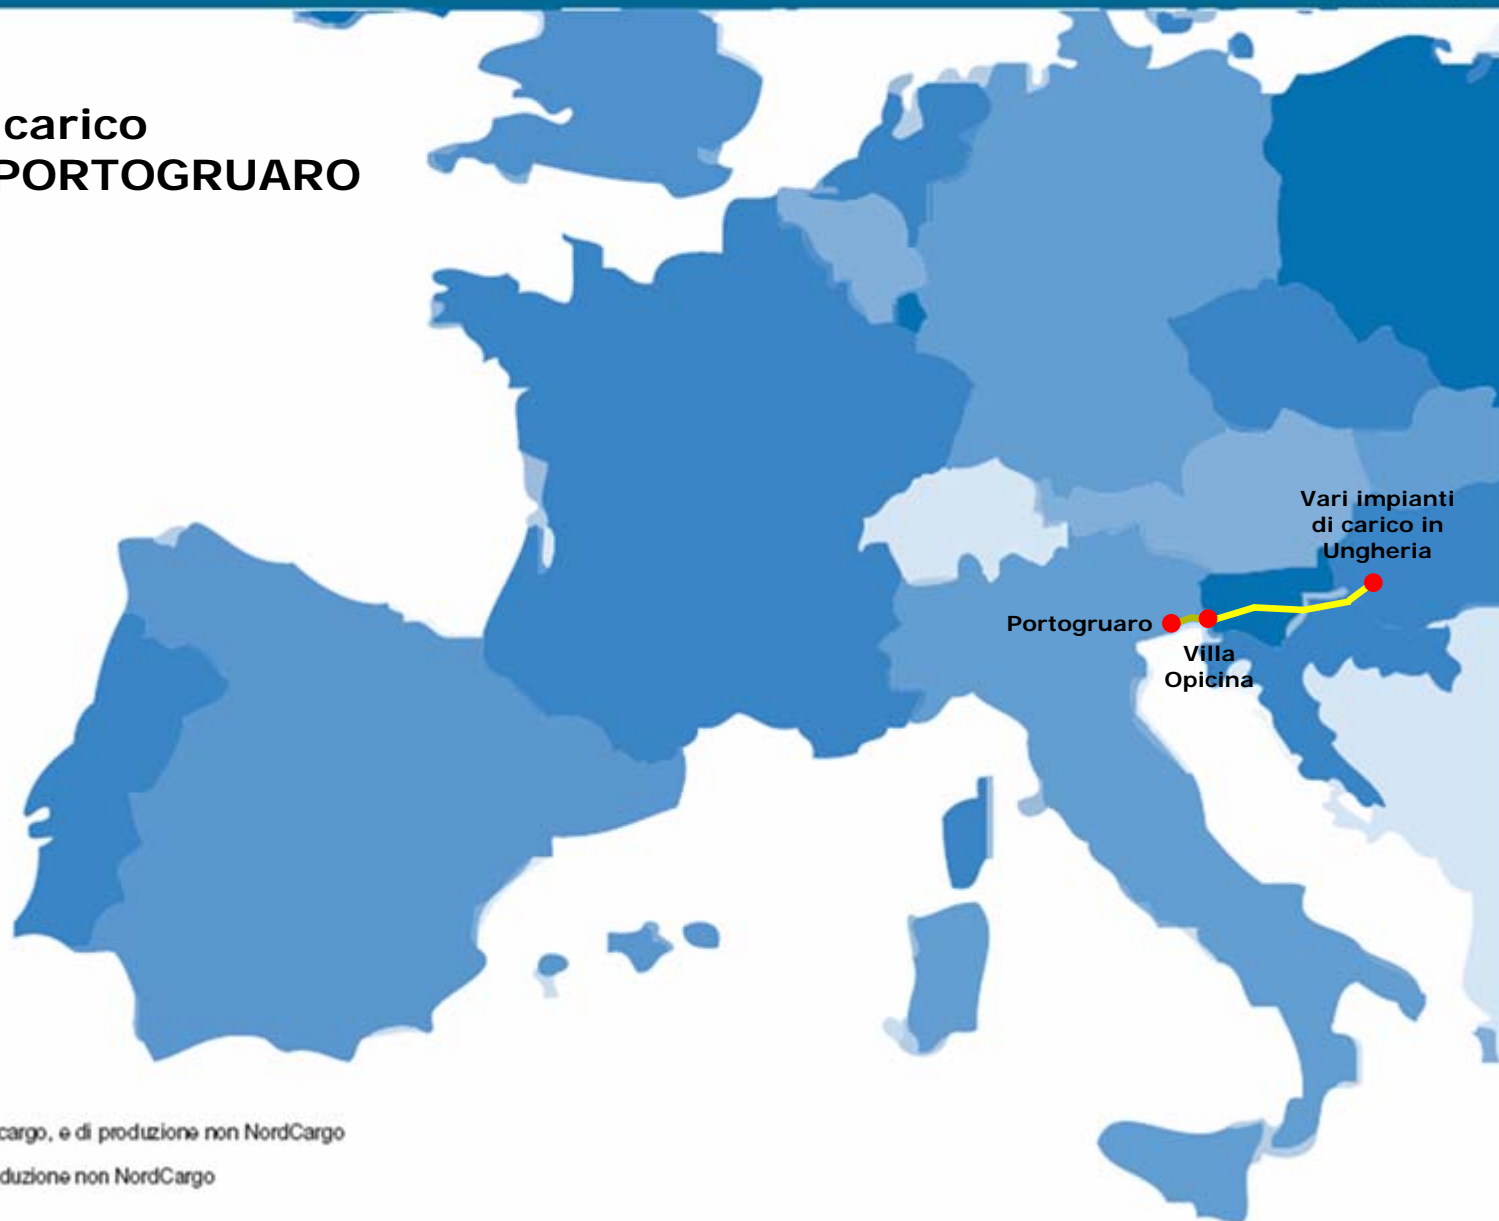 carico
PORTOGRUARO
Vari impianti
di carico in
Ungheria
Portogruaro
Villa
Opicina
cargo, e di produzione non NordCargo
duzione non NordCargo